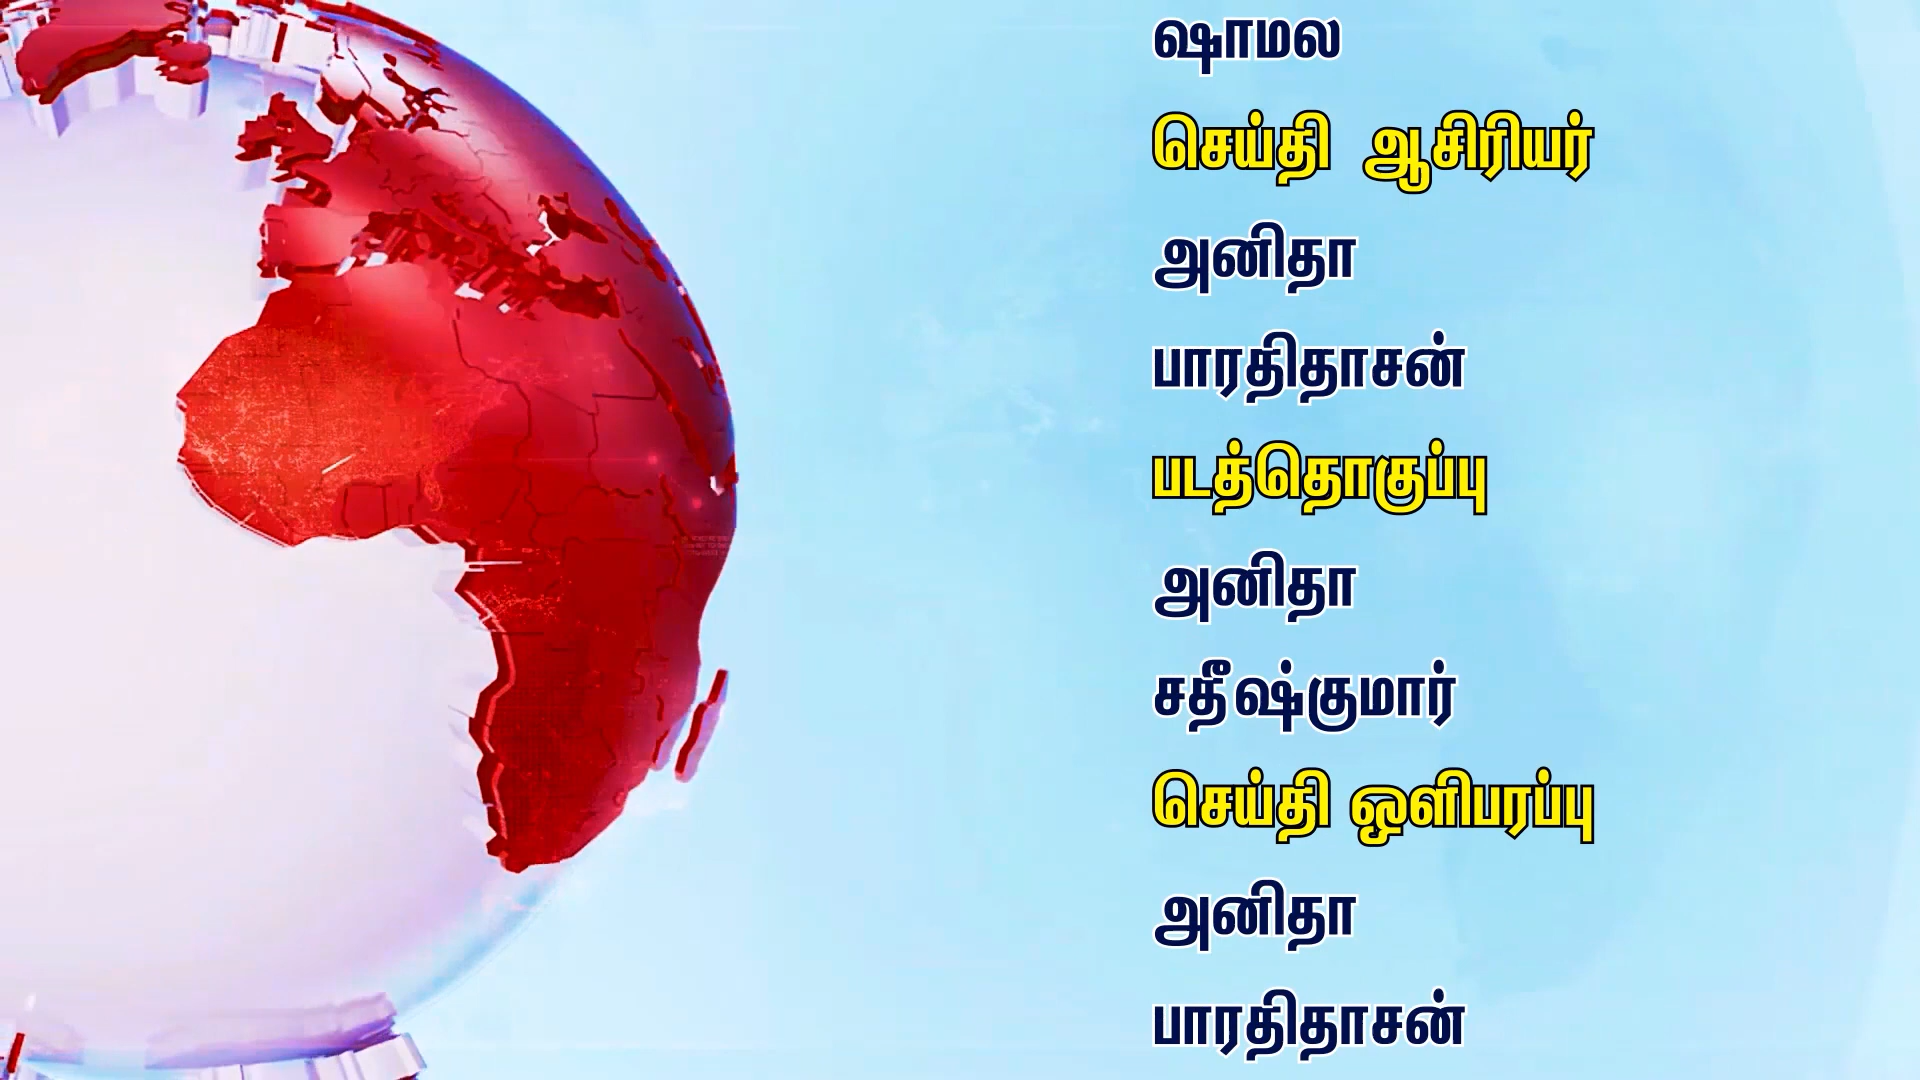 ஷாமல
செய்தி ஆசிரியர்
அனிதா
பாரதிதாசன்
படத்தொகுப்பு
அனிதா
சதீஷ்குமார்
செய்தி ஒளிபரப்பு
அனிதா
பாரதிதாசன்